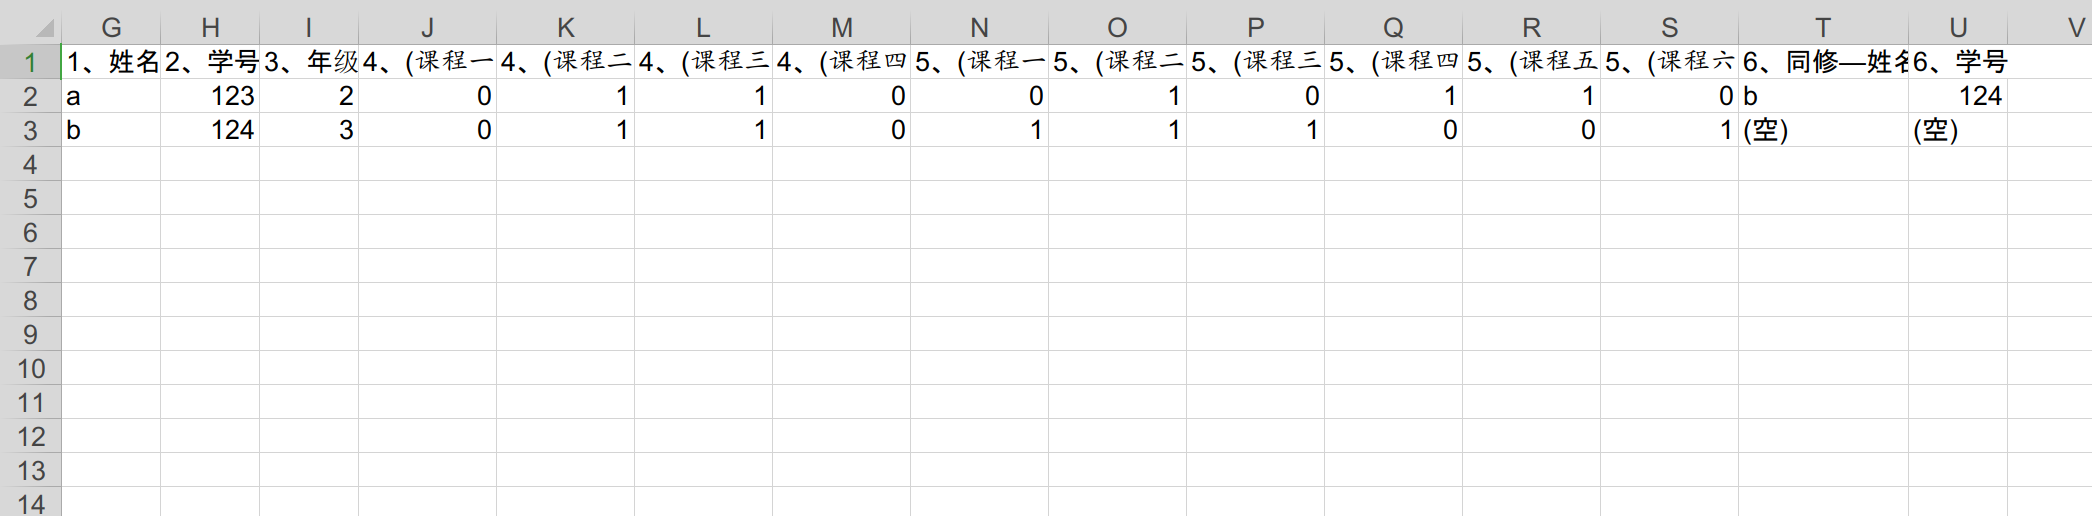 G H I J K L M N O P Q R S T U V
1 1、姓名 2、学号 3、年级 4、(课程一 4、(课程二 4、(课程三 4、(课程四 5、(课程一 5、(课程二 5、(课程三 5、(课程四 5、(课程五 5、(课程六 6、同修—姓名 6、学号
2 a 123 2 0 1 1 0 0 1 0 1 1 0 b 124
3 b 124 3 0 1 1 0 1 1 1 0 0 1 (空) (空)
4
5
6
7
8
9
10
11
12
13
14